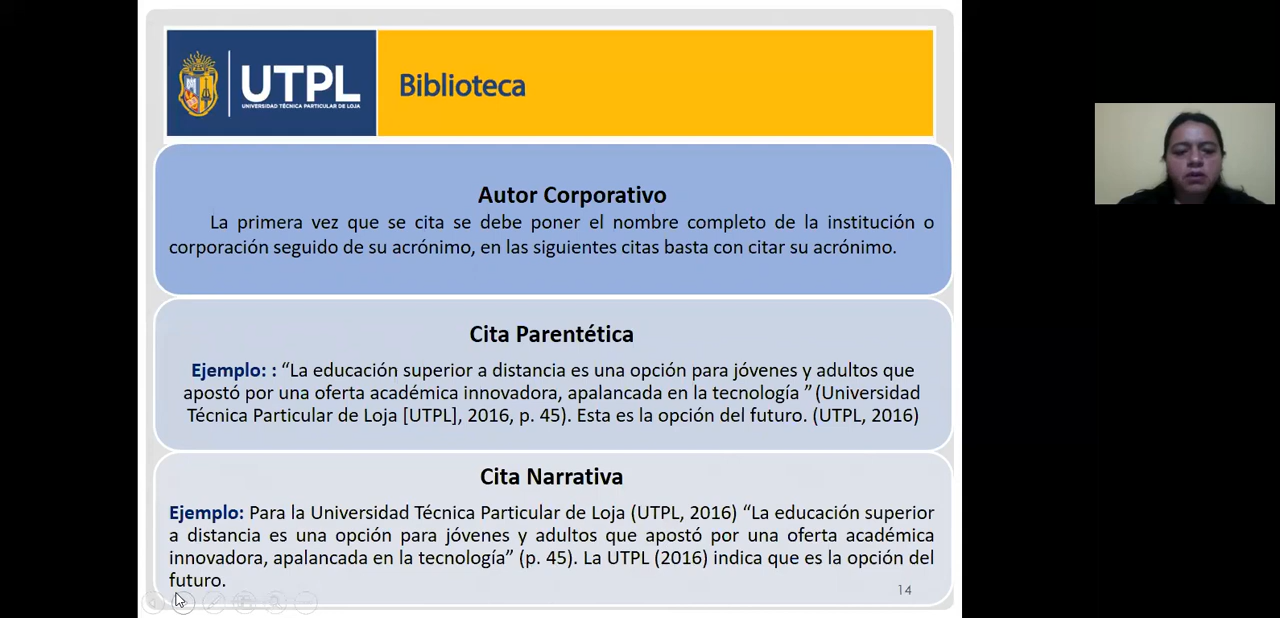 UTPL
UNIVERSIDAD TÉCNICA PARTICULAR DE LOJA
Biblioteca
Autor Corporativo
La primera vez que se cita se debe poner el nombre completo de la institución o
corporación seguido de su acrónimo, en las siguientes citas basta con citar su acrónimo.
Cita Parentética
Ejemplo: : “La educación superior a distancia es una opción para jóvenes y adultos que
apostó por una oferta académica innovadora, apalancada en la tecnología ” (Universidad
Técnica Particular de Loja [UTPL], 2016, p. 45). Esta es la opción del futuro. (UTPL, 2016)
Cita Narrativa
Ejemplo: Para la Universidad Técnica Particular de Loja (UTPL, 2016) “La educación superior
a distancia es una opción para jóvenes y adultos que apostó por una oferta académica
innovadora, apalancada en la tecnología” (p. 45). La UTPL (2016) indica que es la opción del
futuro.
14